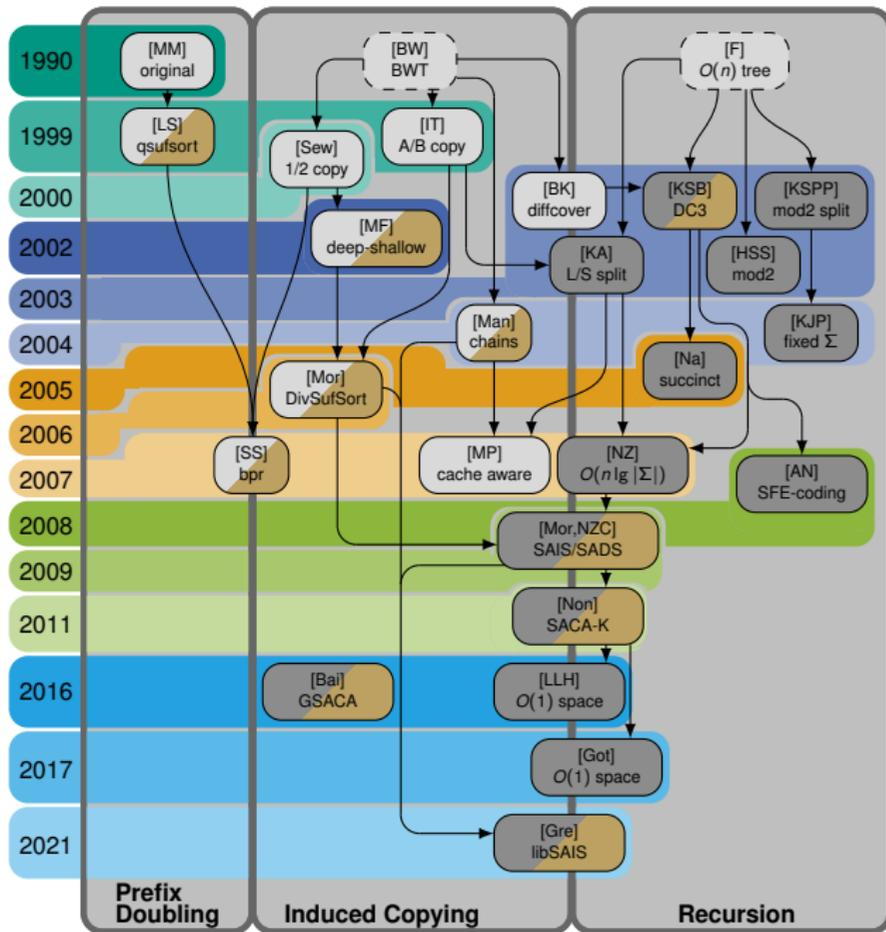 1990
[MM]
original
[BW]
BWT
[F]
O(n) tree
1999
[LS]
qsufsort
[Sew]
1/2 copy
[IT]
A/B copy
2000
[BK]
diffcover
[KSB]
DC3
[KSPP]
mod2 split
2002
[MF]
deep-shallow
[KA]
L/S split
[HSS]
mod2
2003
[Man]
chains
[KJP]
fixed Σ
2004
[Na]
succinct
2005
[Mor]
DivSufSort
2006
[SS]
bpr
[MP]
cache aware
[NZ]
O(n lg |Σ|)
[AN]
SFE-coding
2007
2008
[Mor,NZC]
SAIS/SADS
2009
2011
[Non]
SACA-K
2016
[Bai]
GSACA
[LLH]
O(1) space
2017
[Got]
O(1) space
2021
[Gre]
libSAIS
Prefix
Doubling
Induced Copying
Recursion